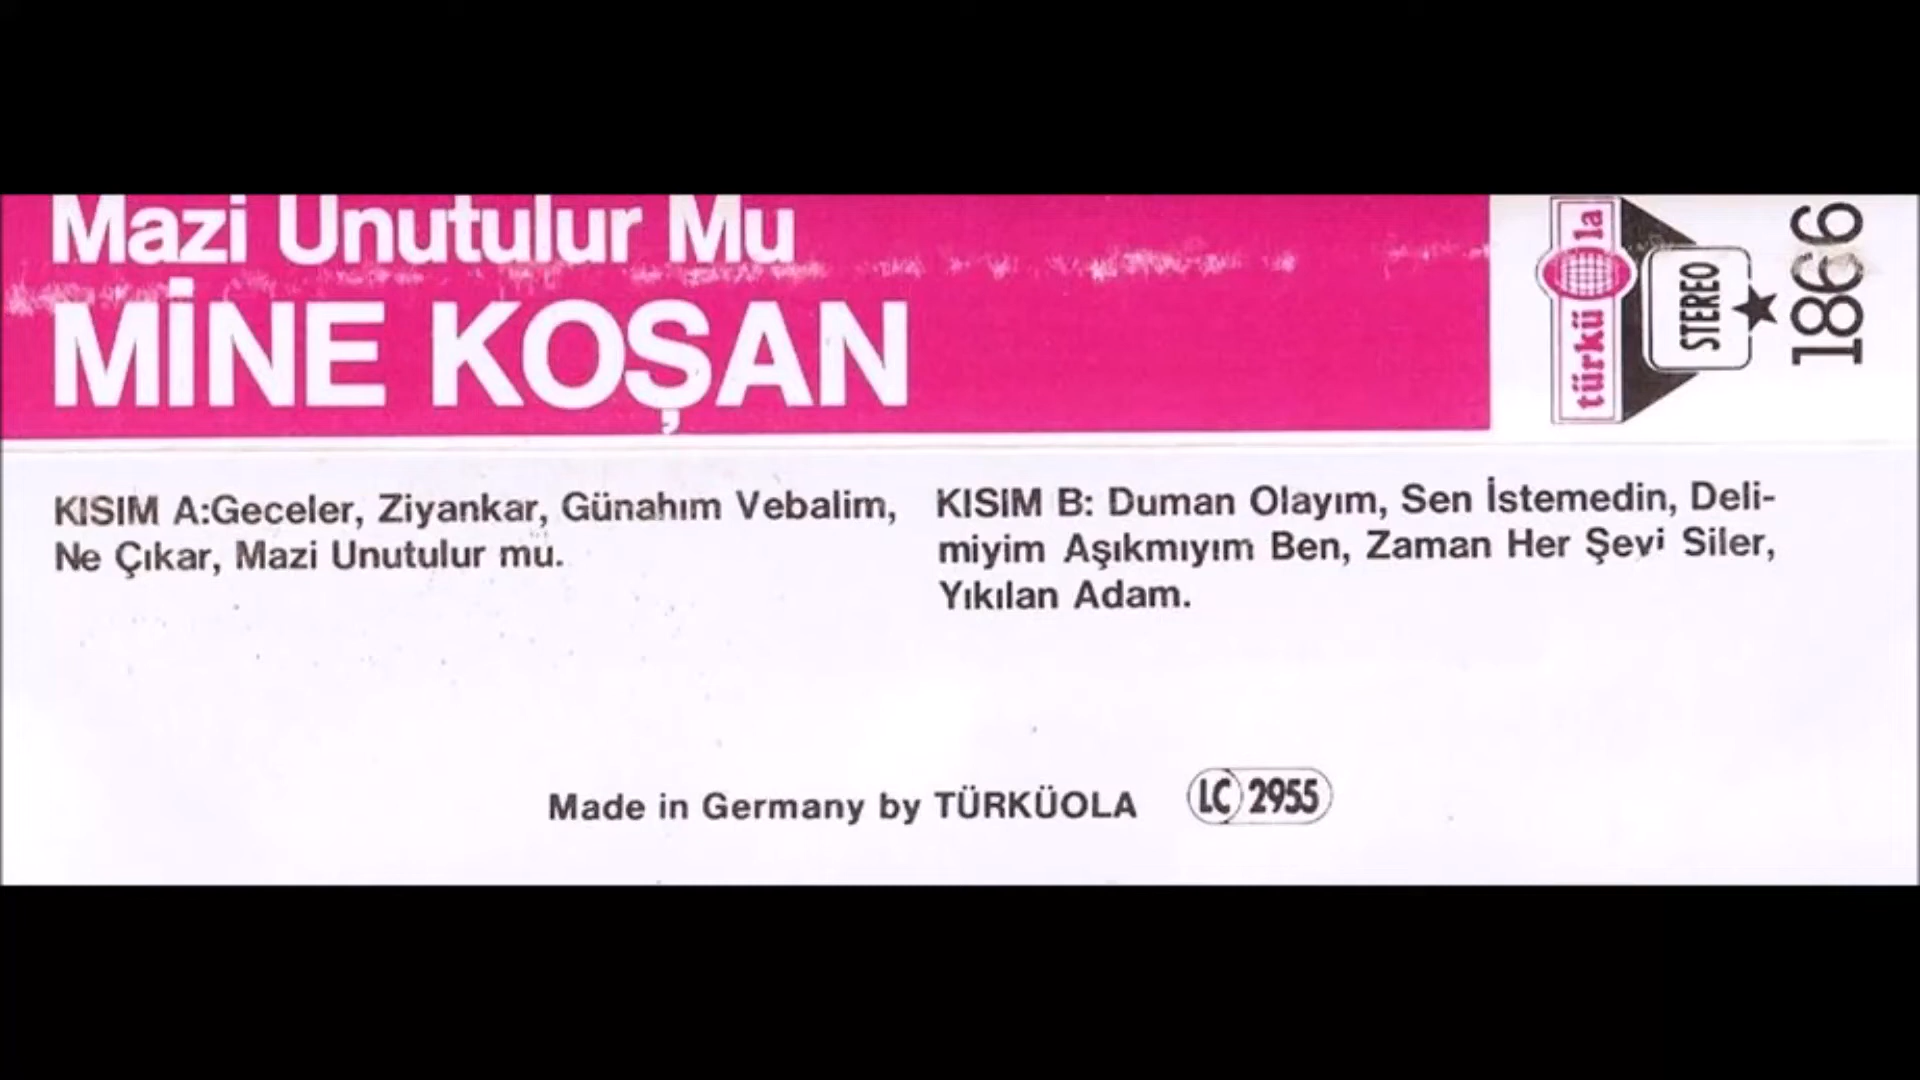 Mazi Unutulur Mu
MİNE KOŞAN
türküola
STEREO
1866
KISIM A:Geceler, Ziyankar, Günahım Vebalim,
Ne Çıkar, Mazi Unutulur mu.
KISIM B: Duman Olayım, Sen İstemedin, Deli-
miyim Aşıkmıyım Ben, Zaman Her Şevi Siler,
Yıkılan Adam.
Made in Germany by TÜRKÜOLA
LC 2955